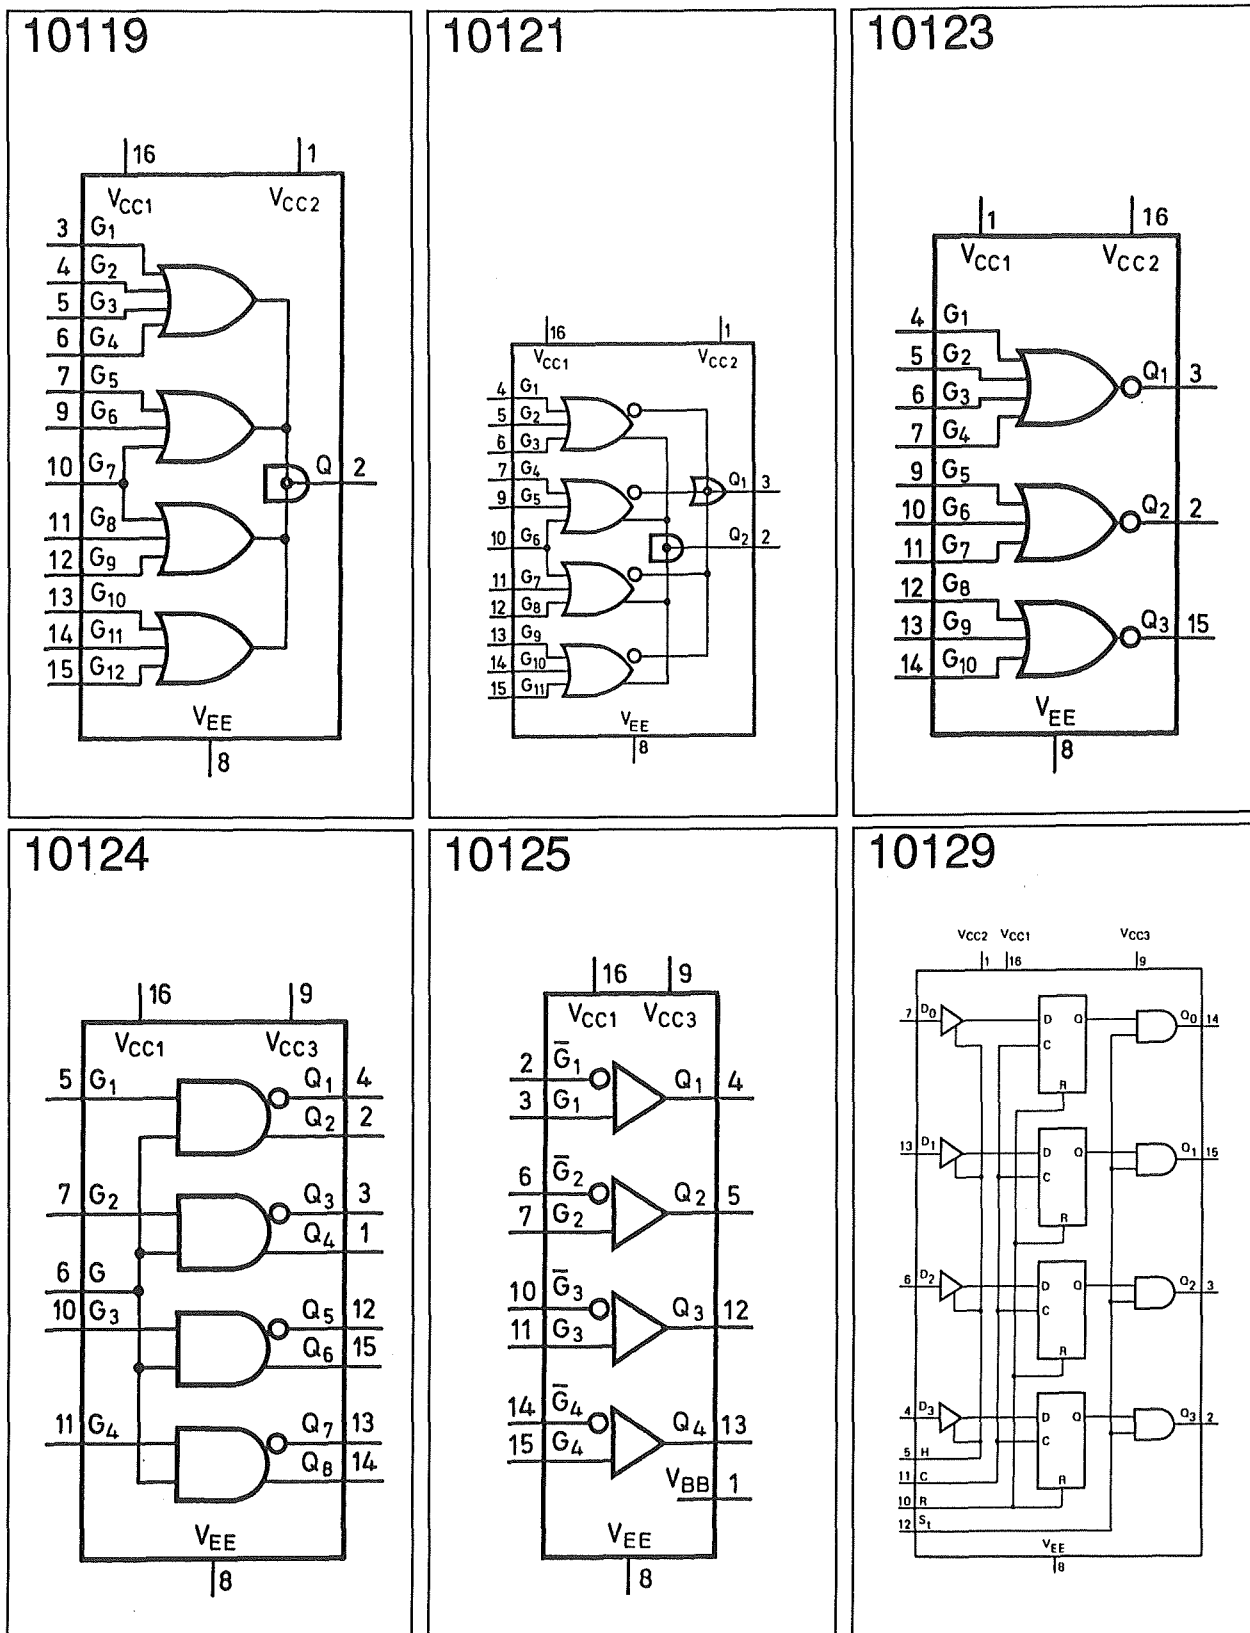 10119
16 1
VCC1 VCC2
3 G1
4 G2
5 G3
6 G4
7 G5
9 G6
10 G7 Q 2
11 G8
12 G9
13 G10
14 G11
15 G12
VEE
8
10121
16 1
VCC1 VCC2
4 G1
5 G2
6 G3
7 G4
9 G5 Q1 3
10 G6 Q2 2
11 G7
12 G8
13 G9
14 G10
15 G11
VEE
8
10123
1 16
VCC1 VCC2
4 G1
5 G2
6 G3 Q1 3
7 G4
9 G5
10 G6 Q2 2
11 G7
12 G8
13 G9 Q3 15
14 G10
VEE
8
10124
16 9
VCC1 VCC3
5 G1 Q1 4
Q2 2
7 G2 Q3 3
Q4 1
6 G
10 G3 Q5 12
Q6 15
11 G4 Q7 13
Q8 14
VEE
8
10125
16 9
VCC1 VCC3
2 G̅1
3 G1 Q1 4
6 G̅2
7 G2 Q2 5
10 G̅3
11 G3 Q3 12
14 G̅4
15 G4 Q4 13
VBB 1
VEE
8
10129
VCC2 VCC1 VCC3
1 16 9
7 D0 D Q Q0 14
C
R
13 D1 D Q Q1 15
C
R
6 D2 D Q Q2 3
C
R
4 D3 D Q Q3 2
C
5 H
11 C
R
10 R
12 St
VEE
8